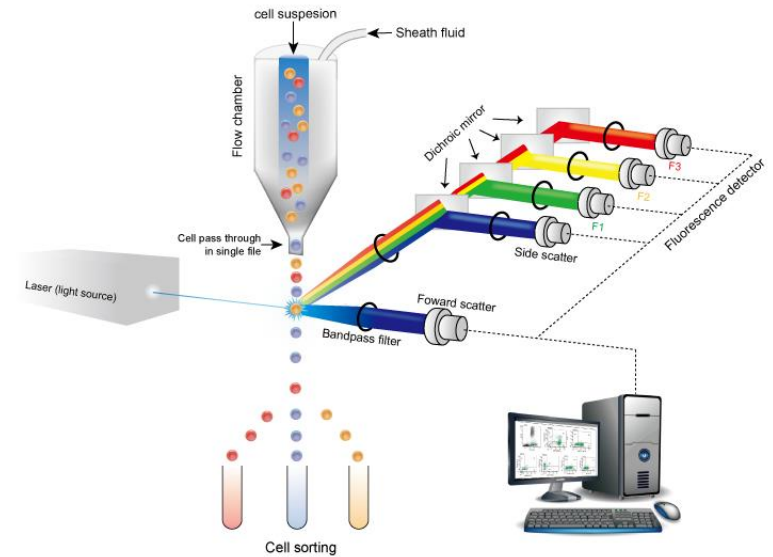 cell suspesion
Sheath fluid
Flow chamber
Dichroic mirror
F3
F2
F1
Fluorescence detector
Cell pass through
in single file
Side scatter
Laser (light source)
Foward scatter
Bandpass filter
Cell sorting